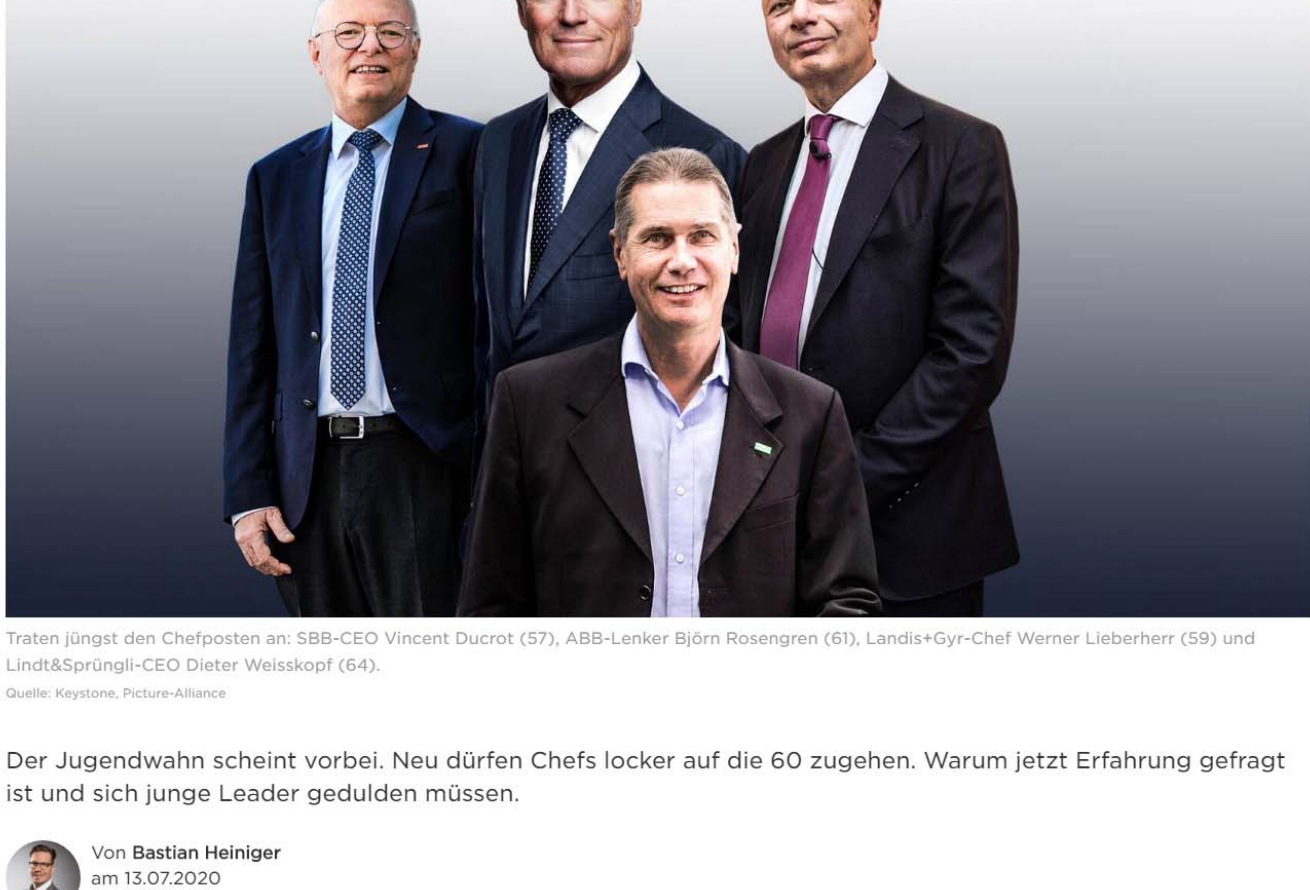 Traten jüngst den Chefposten an: SBB-CEO Vincent Ducrot (57), ABB-Lenker Björn Rosengren (61), Landis+Gyr-Chef Werner Lieberherr (59) und
Lindt&Sprüngli-CEO Dieter Weisskopf (64).
Quelle: Keystone, Picture-Alliance
Der Jugendwahn scheint vorbei. Neu dürfen Chefs locker auf die 60 zugehen. Warum jetzt Erfahrung gefragt
ist und sich junge Leader gedulden müssen.
Von Bastian Heiniger
am 13.07.2020